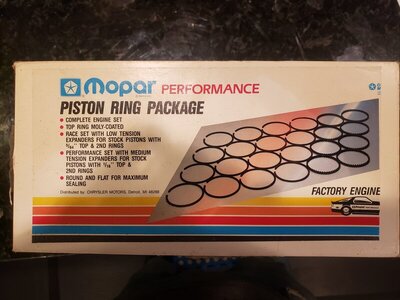 Mopar PERFORMANCE
PISTON RING PACKAGE
• COMPLETE ENGINE SET
• TOP RING MOLY-COATED
• RACE SET WITH LOW TENSION
EXPANDERS FOR STOCK PISTONS WITH
5/64" TOP & 2ND RINGS
• PERFORMANCE SET WITH MEDIUM
TENSION EXPANDERS FOR STOCK
PISTONS WITH 1/16" TOP &
2ND RINGS
• ROUND AND FLAT FOR MAXIMUM
SEALING
Distributed by CHRYSLER MOTORS, Detroit, MI 48288
FACTORY ENGINE